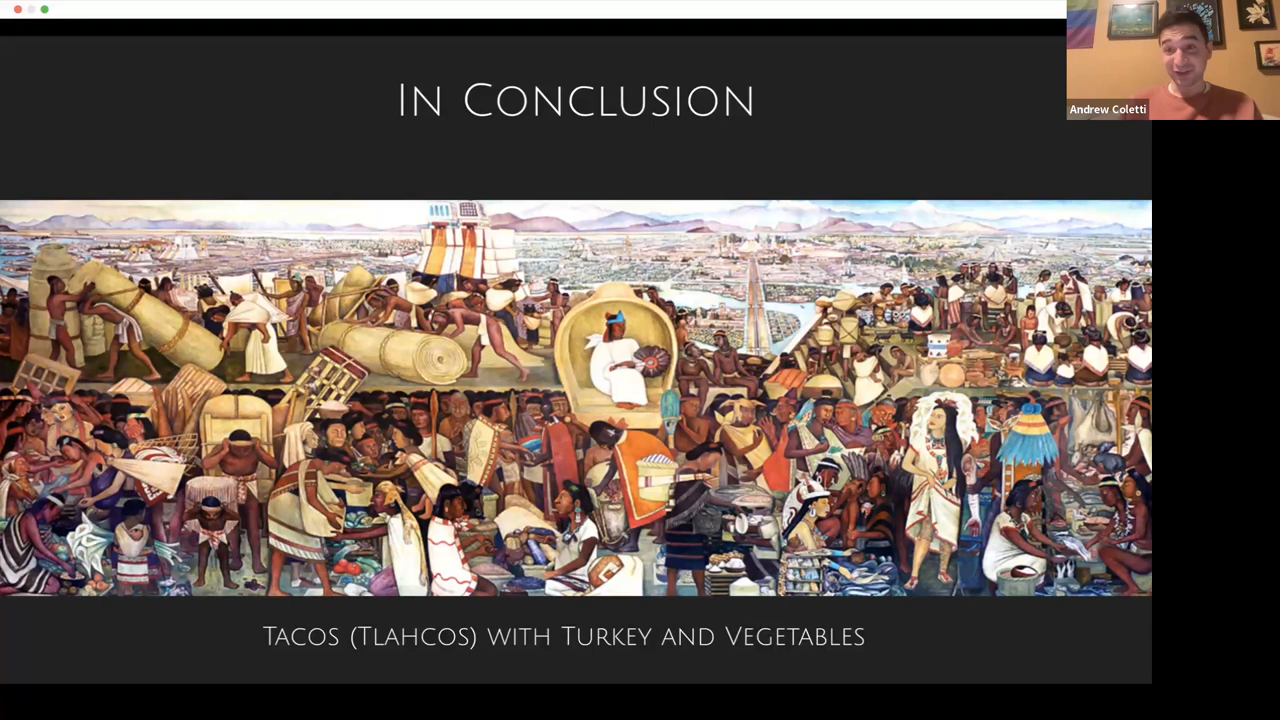 In Conclusion
Andrew Coletti
Tacos (Tlahcos) with Turkey and Vegetables